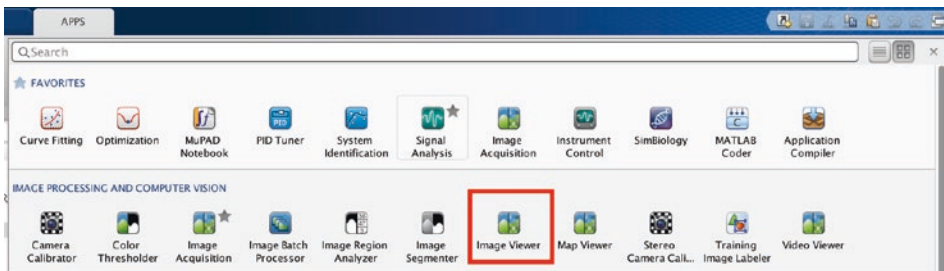 APPS
Search
FAVORITES
Curve Fitting Optimization MuPAD Notebook PID Tuner System Identification Signal Analysis Image Acquisition Instrument Control SimBiology MATLAB Coder Application Compiler
IMAGE PROCESSING AND COMPUTER VISION
Camera Calibrator Color Thresholder Image Acquisition Image Batch Processor Image Region Analyzer Image Segmenter Image Viewer Map Viewer Stereo Camera Cali... Training Image Labeler Video Viewer